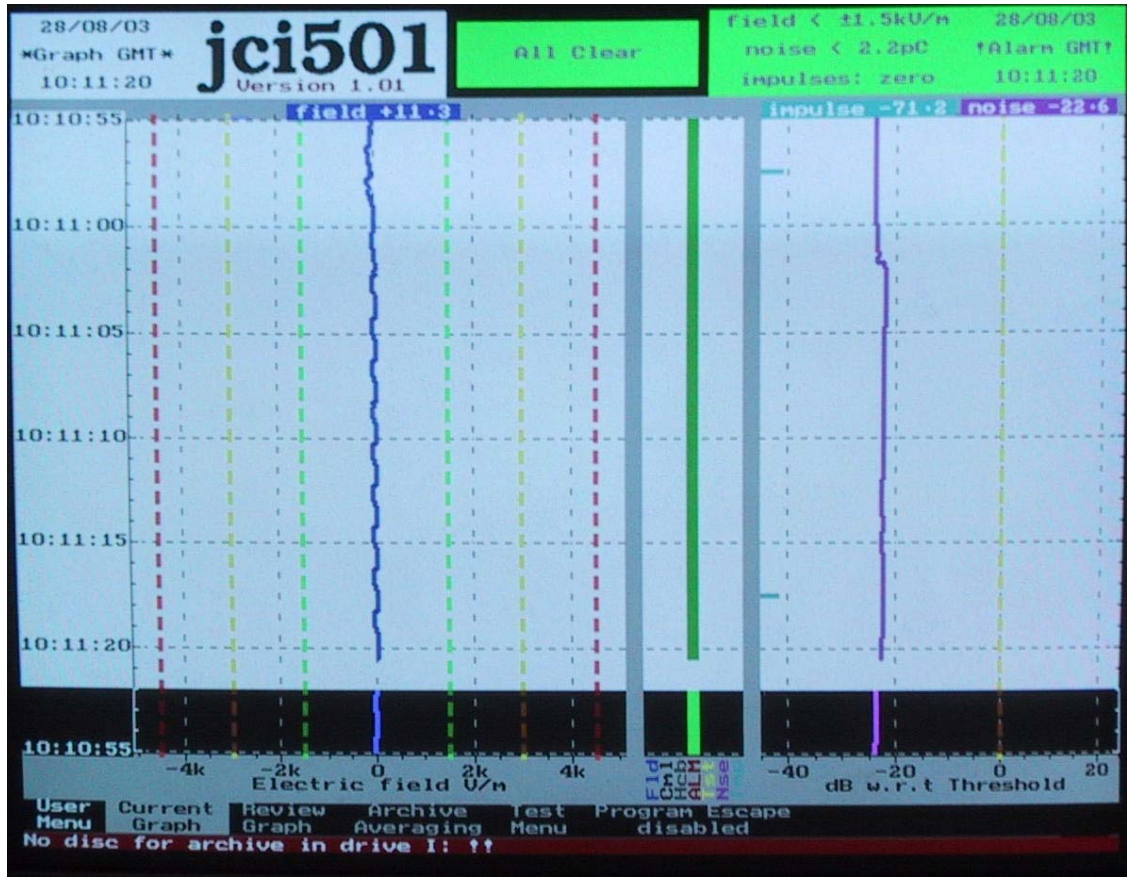 28/08/03
*Graph GMT*
10:11:20
jci501
Version 1.01
All Clear
field < ±1.5kV/m
noise < 2.2pC
impulses: zero
28/08/03
!Alarm GMT!
10:11:20
field +11.3
impulse -71.2
noise -22.6
10:10:55
10:11:00
10:11:05
10:11:10
10:11:15
10:11:20
10:10:55
-4k -2k 0 2k 4k
Electric field V/m
Fld
Cml
Hcb
ALM
Tst
Nse
-40 -20 0 20
dB w.r.t Threshold
User Menu
Current Graph
Review Graph
Archive Averaging
Test Menu
Program Escape disabled
No disc for archive in drive I: !!